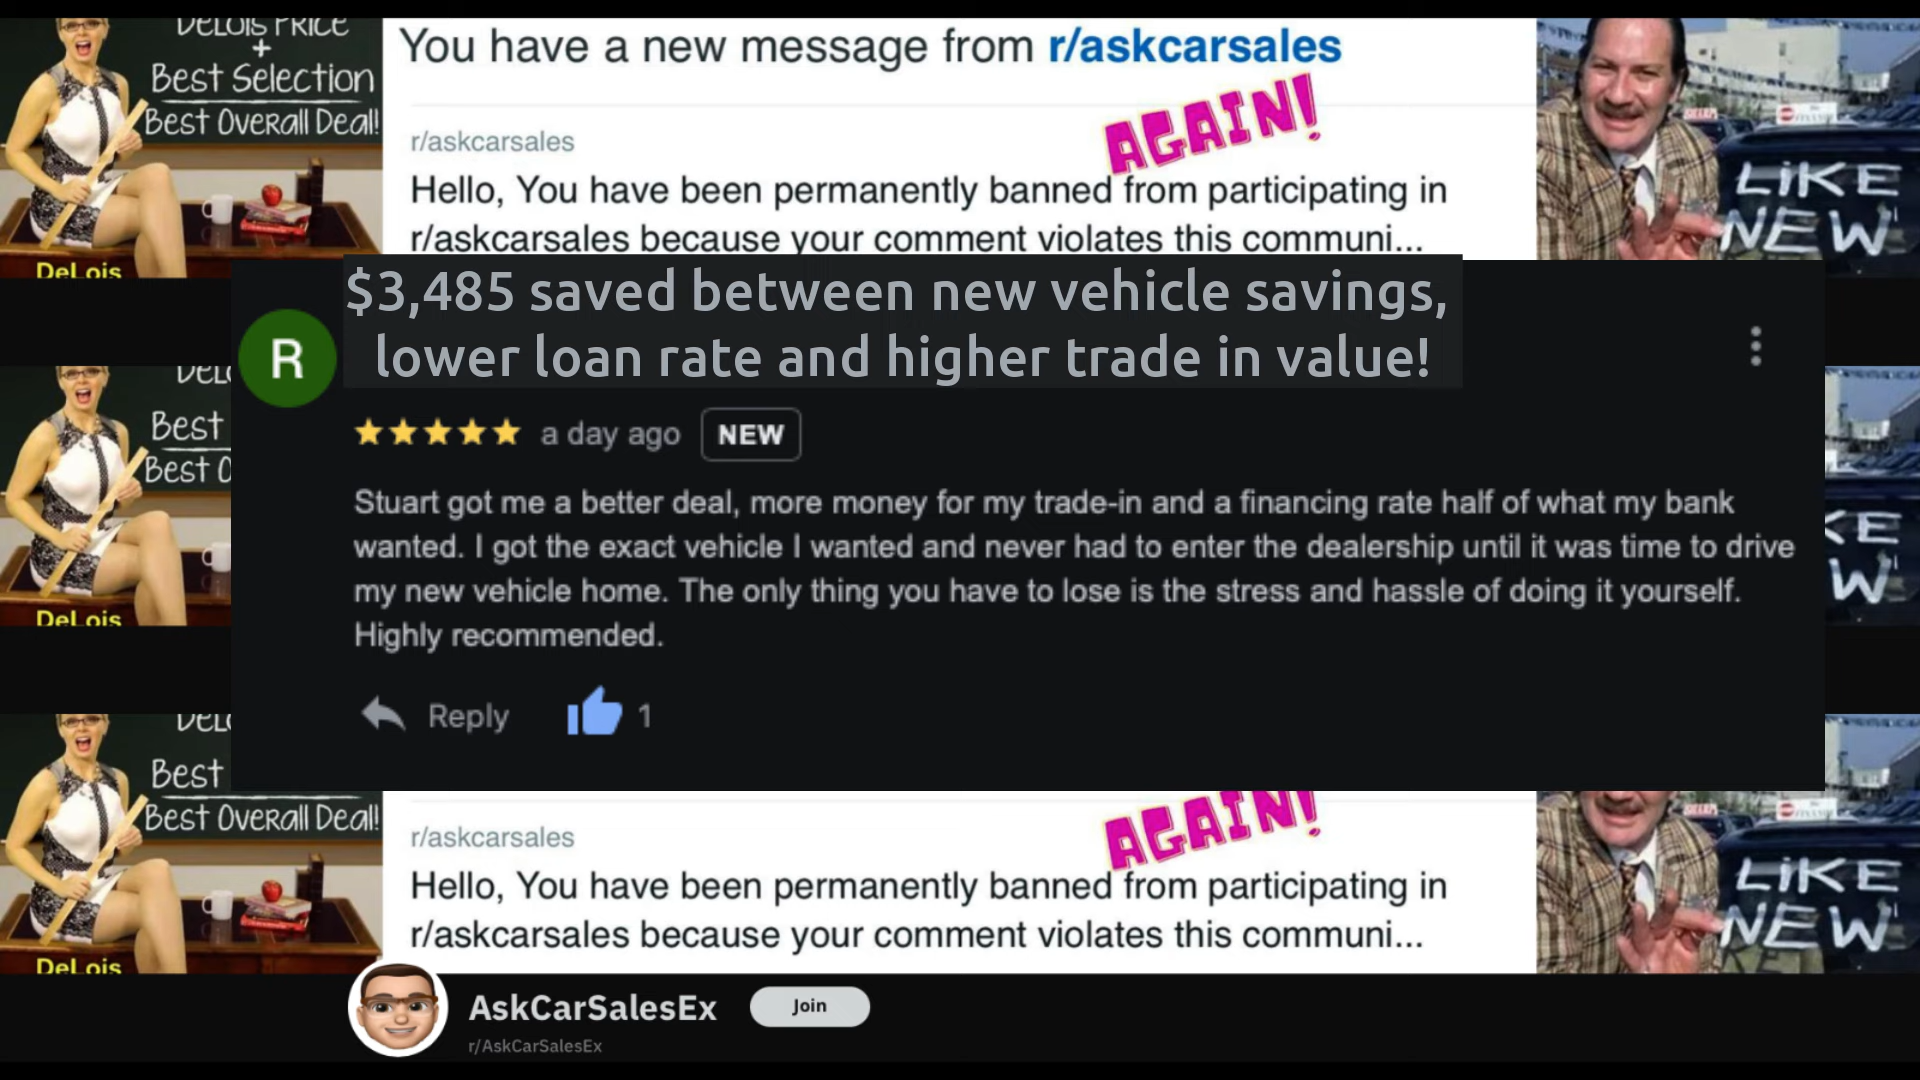 DELOIS PRICE
+
Best Selection
Best Overall Deal!
DeLois
You have a new message from r/askcarsales
AGAIN!
r/askcarsales
Hello, You have been permanently banned from participating in
r/askcarsales because your comment violates this communi...
LiKE
NEW
$3,485 saved between new vehicle savings,
lower loan rate and higher trade in value!
R
a day ago NEW
Stuart got me a better deal, more money for my trade-in and a financing rate half of what my bank
wanted. I got the exact vehicle I wanted and never had to enter the dealership until it was time to drive
my new vehicle home. The only thing you have to lose is the stress and hassle of doing it yourself.
Highly recommended.
Reply 1
Best
Best O
DeLois
KE
W
Best
Best Overall Deal!
DeLois
AGAIN!
r/askcarsales
Hello, You have been permanently banned from participating in
r/askcarsales because your comment violates this communi...
LiKE
NEW
AskCarSalesEx Join
r/AskCarSalesEx